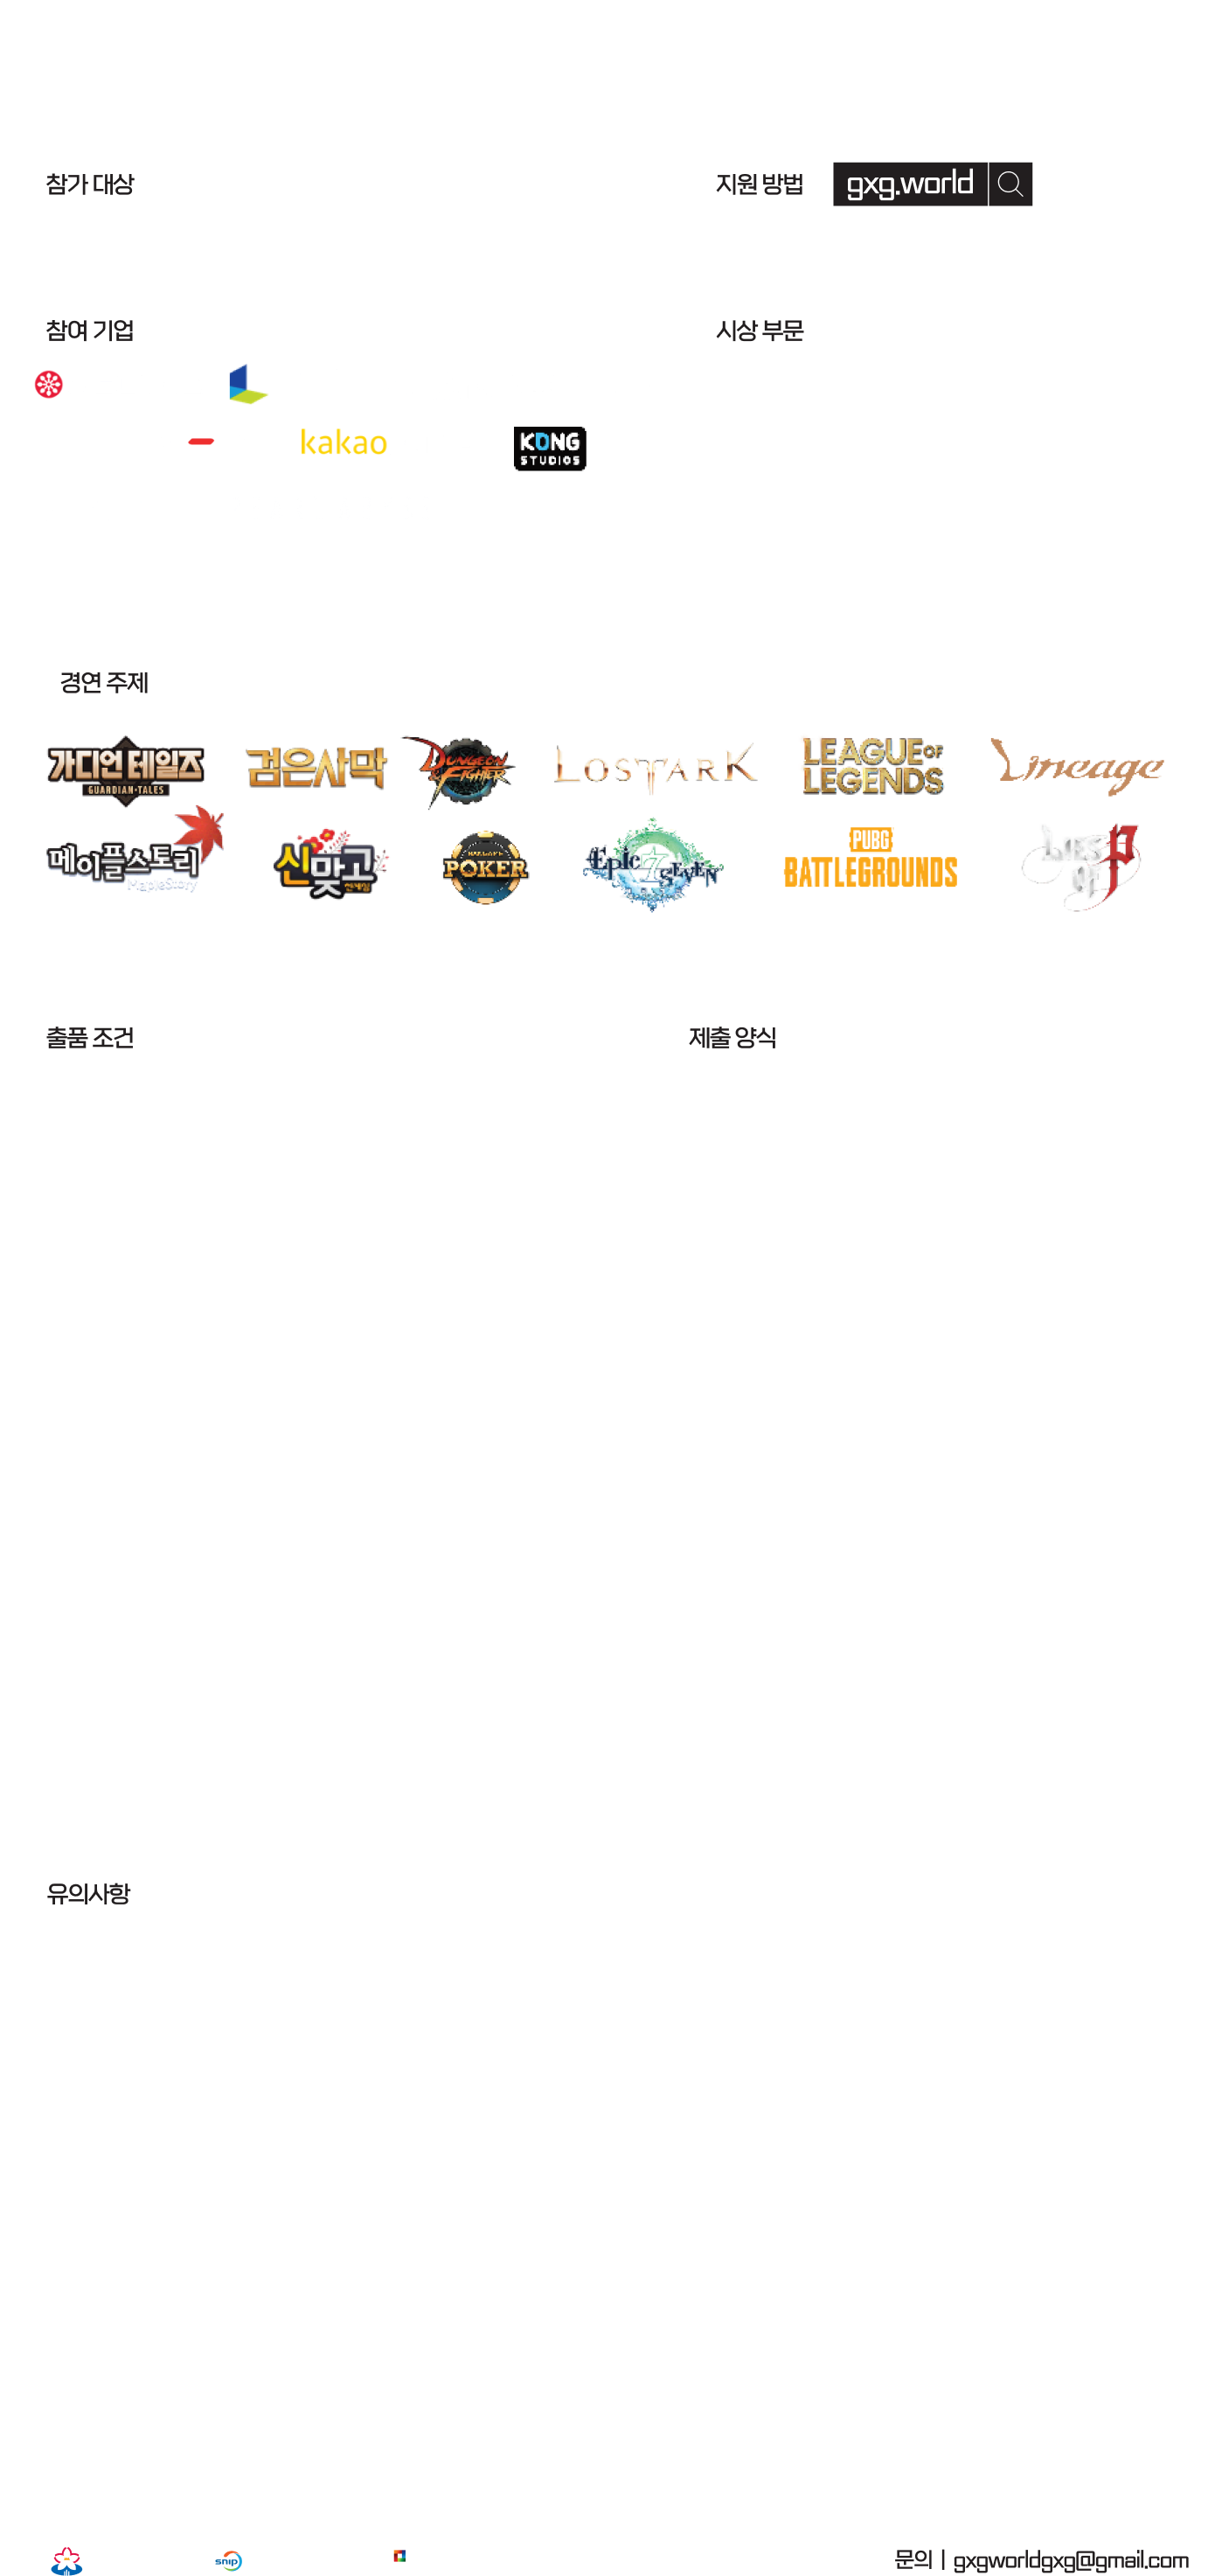 참가 대상
지원 방법 gxg.world
참여 기업
시상 부문
kakao KONG STUDIOS
경연 주제
가디언 테일즈 GUARDIAN·TALES
검은사막
DUNGEON & FIGHTER
LOSTARK
LEAGUE OF LEGENDS
Lineage
메이플스토리 MapleStory
신맞고
POKER
EPIC 7 SEVEN
PUBG BATTLEGROUNDS
LIES OF P
출품 조건
제출 양식
유의사항
snip
문의 | gxgworldgxg@gmail.com